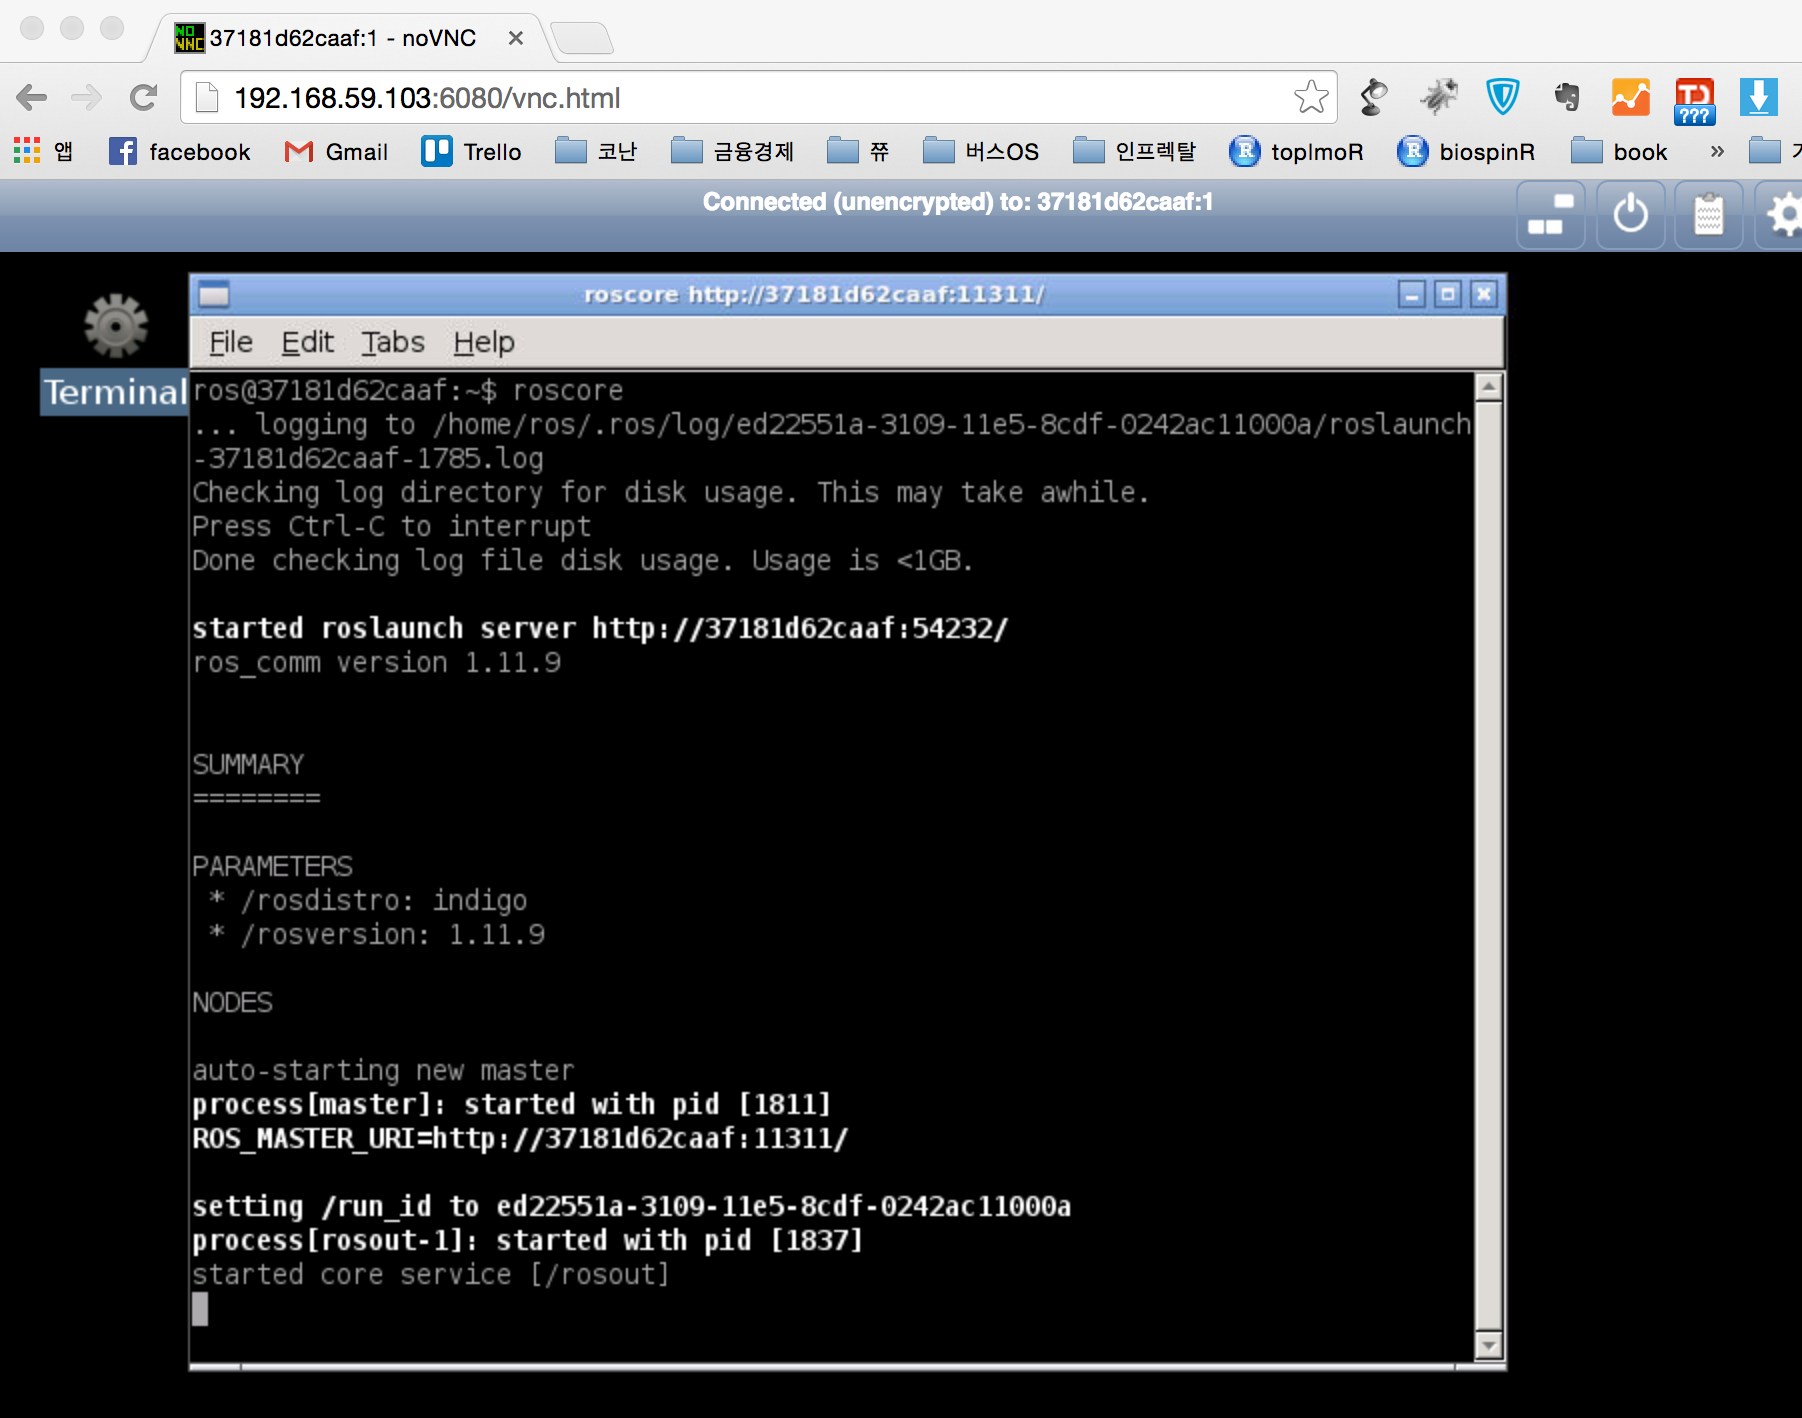 37181d62caaf:1 - noVNC
192.168.59.103:6080/vnc.html
TD
???
앱 facebook Gmail Trello 코난 금융경제 쮸 버스OS 인프렉탈 R toplmoR R biospinR book »
Connected (unencrypted) to: 37181d62caaf:1
Terminal
roscore http://37181d62caaf:11311/
File Edit Tabs Help
ros@37181d62caaf:~$ roscore
... logging to /home/ros/.ros/log/ed22551a-3109-11e5-8cdf-0242ac11000a/roslaunch
-37181d62caaf-1785.log
Checking log directory for disk usage. This may take awhile.
Press Ctrl-C to interrupt
Done checking log file disk usage. Usage is <1GB.
started roslaunch server http://37181d62caaf:54232/
ros_comm version 1.11.9
SUMMARY
========
PARAMETERS
* /rosdistro: indigo
* /rosversion: 1.11.9
NODES
auto-starting new master
process[master]: started with pid [1811]
ROS_MASTER_URI=http://37181d62caaf:11311/
setting /run_id to ed22551a-3109-11e5-8cdf-0242ac11000a
process[rosout-1]: started with pid [1837]
started core service [/rosout]